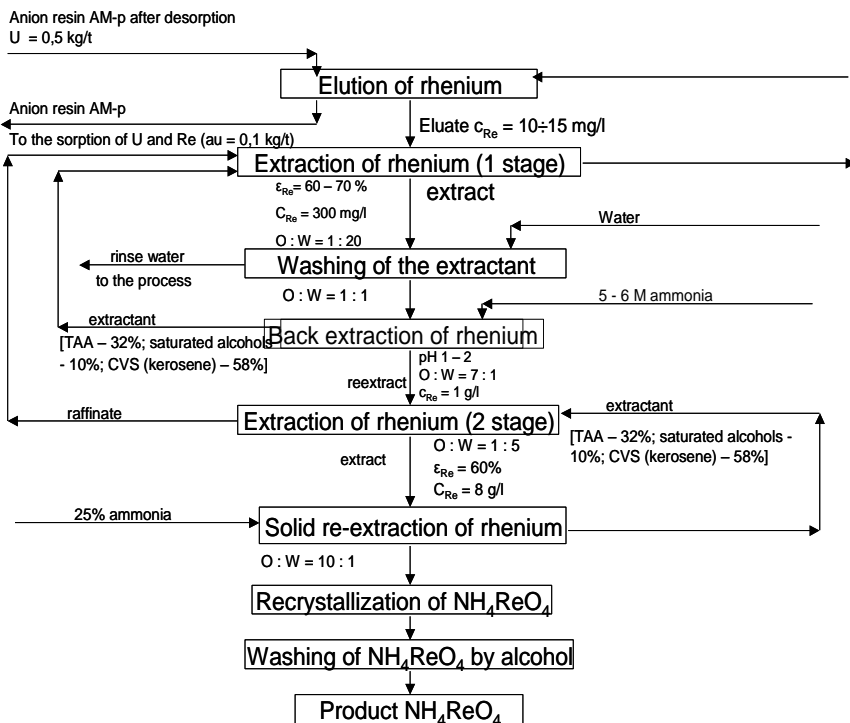 Anion resin AM-p after desorption
U = 0,5 kg/t
Elution of rhenium
Anion resin AM-p
Eluate c_Re = 10÷15 mg/l
To the sorption of U and Re (au = 0,1 kg/t)
Extraction of rhenium (1 stage)
extract
ε_Re= 60 – 70 %
C_Re = 300 mg/l
O : W = 1 : 20
Water
rinse water
to the process
Washing of the extractant
O : W = 1 : 1
5 - 6 M ammonia
extractant
[TAA – 32%; saturated alcohols
- 10%; CVS (kerosene) – 58%]
Back extraction of rhenium
pH 1 – 2
O : W = 7 : 1
c_Re = 1 g/l
reextract
raffinate
Extraction of rhenium (2 stage)
extractant
[TAA – 32%; saturated alcohols -
10%; CVS (kerosene) – 58%]
O : W = 1 : 5
extract
ε_Re = 60%
C_Re = 8 g/l
25% ammonia
Solid re-extraction of rhenium
O : W = 10 : 1
Recrystallization of NH₄ReO₄
Washing of NH₄ReO₄ by alcohol
Product NH₄ReO₄